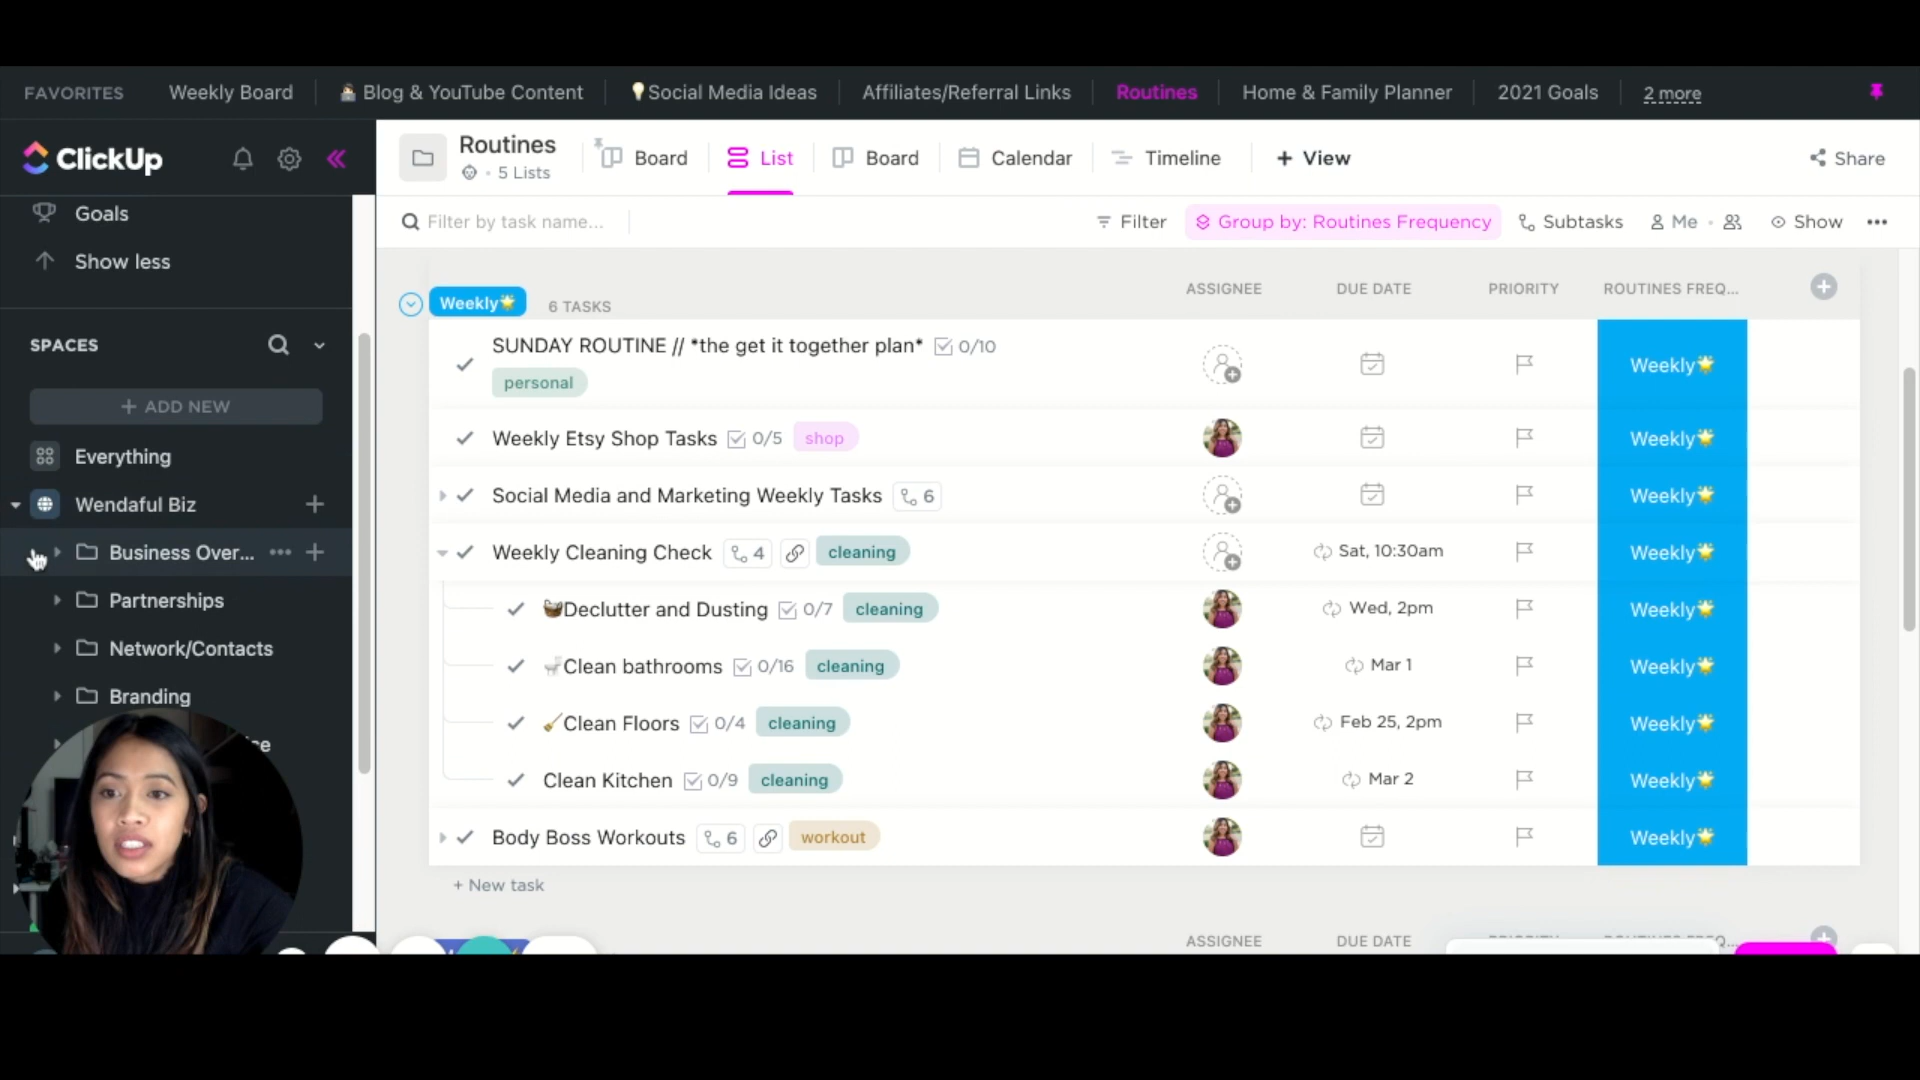 FAVORITES Weekly Board Blog & YouTube Content Social Media Ideas Affiliates/Referral Links Routines Home & Family Planner 2021 Goals 2 more
ClickUp
Routines
5 Lists
Board List Board Calendar Timeline + View Share
Goals
Show less
Filter by task name... Filter Group by: Routines Frequency Subtasks Me Show
SPACES
+ ADD NEW
Everything
Wendaful Biz
Business Over...
Partnerships
Network/Contacts
Branding
Weekly 6 TASKS ASSIGNEE DUE DATE PRIORITY ROUTINES FREQ...
SUNDAY ROUTINE // *the get it together plan* 0/10 Weekly
personal
Weekly Etsy Shop Tasks 0/5 shop Weekly
Social Media and Marketing Weekly Tasks 6 Weekly
Weekly Cleaning Check 4 cleaning Sat, 10:30am Weekly
Declutter and Dusting 0/7 cleaning Wed, 2pm Weekly
Clean bathrooms 0/16 cleaning Mar 1 Weekly
Clean Floors 0/4 cleaning Feb 25, 2pm Weekly
Clean Kitchen 0/9 cleaning Mar 2 Weekly
Body Boss Workouts 6 workout Weekly
+ New task
ASSIGNEE DUE DATE PRIORITY ROUTINES FREQ...